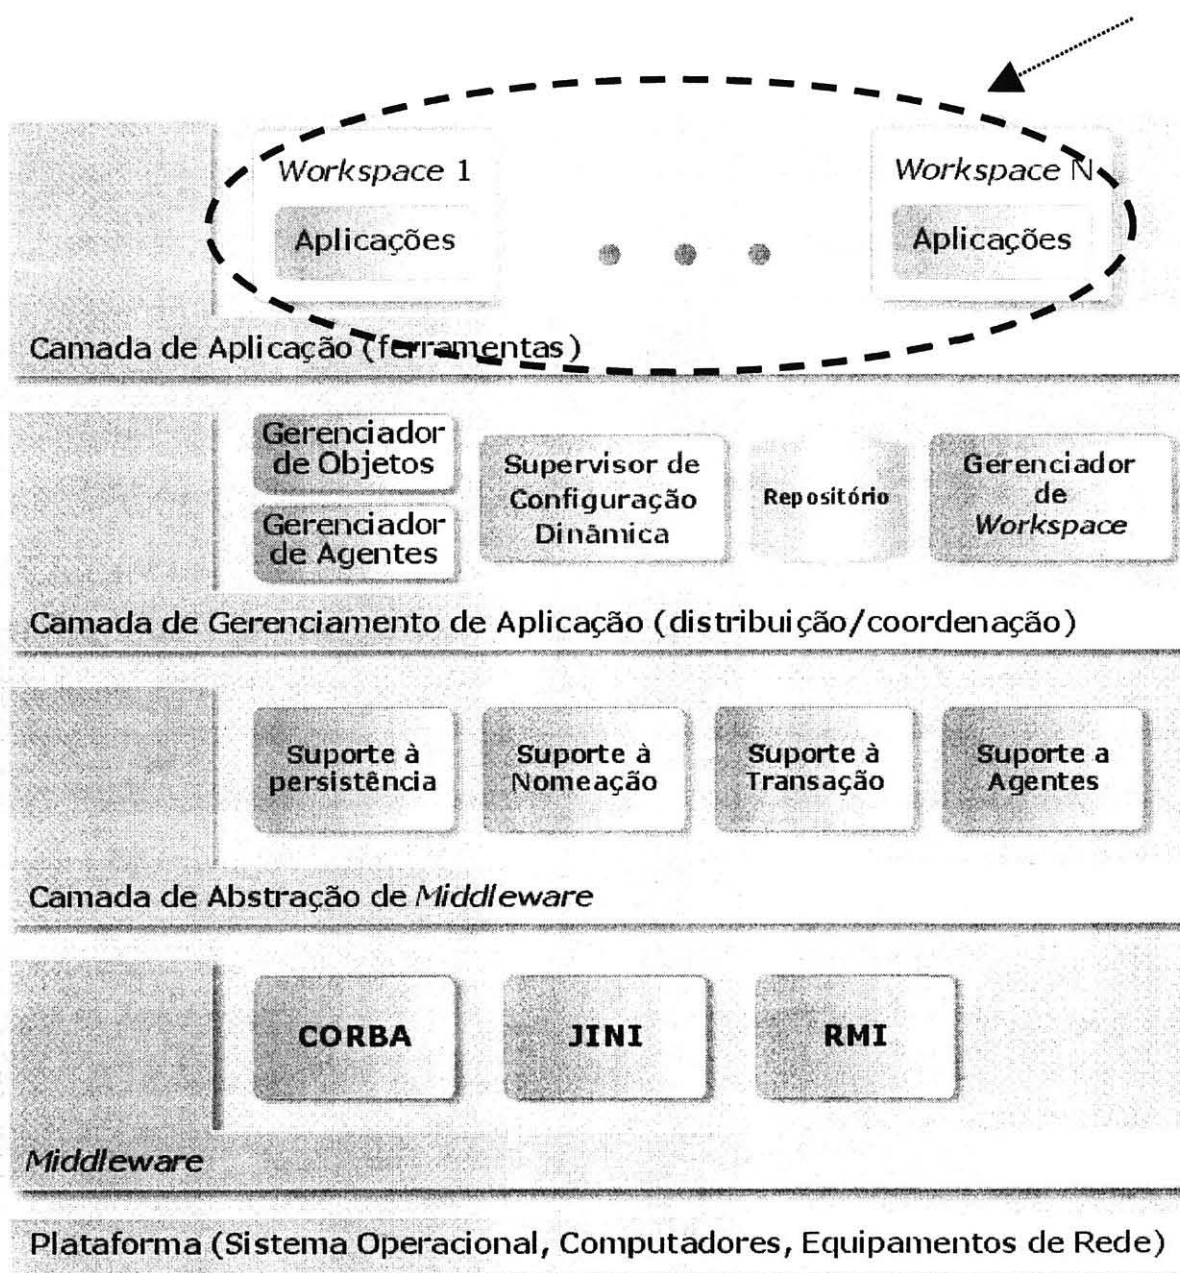 Workspace 1
Aplicações
Workspace N
Aplicações
Camada de Aplicação (ferramentas)
Gerenciador
de Objetos
Gerenciador
de Agentes
Supervisor de
Configuração
Dinâmica
Repositório
Gerenciador
de
Workspace
Camada de Gerenciamento de Aplicação (distribuição/coordenação)
Suporte à
persistência
Suporte à
Nomeação
Suporte à
Transação
Suporte a
Agentes
Camada de Abstração de Middleware
CORBA
JINI
RMI
Middleware
Plataforma (Sistema Operacional, Computadores, Equipamentos de Rede)